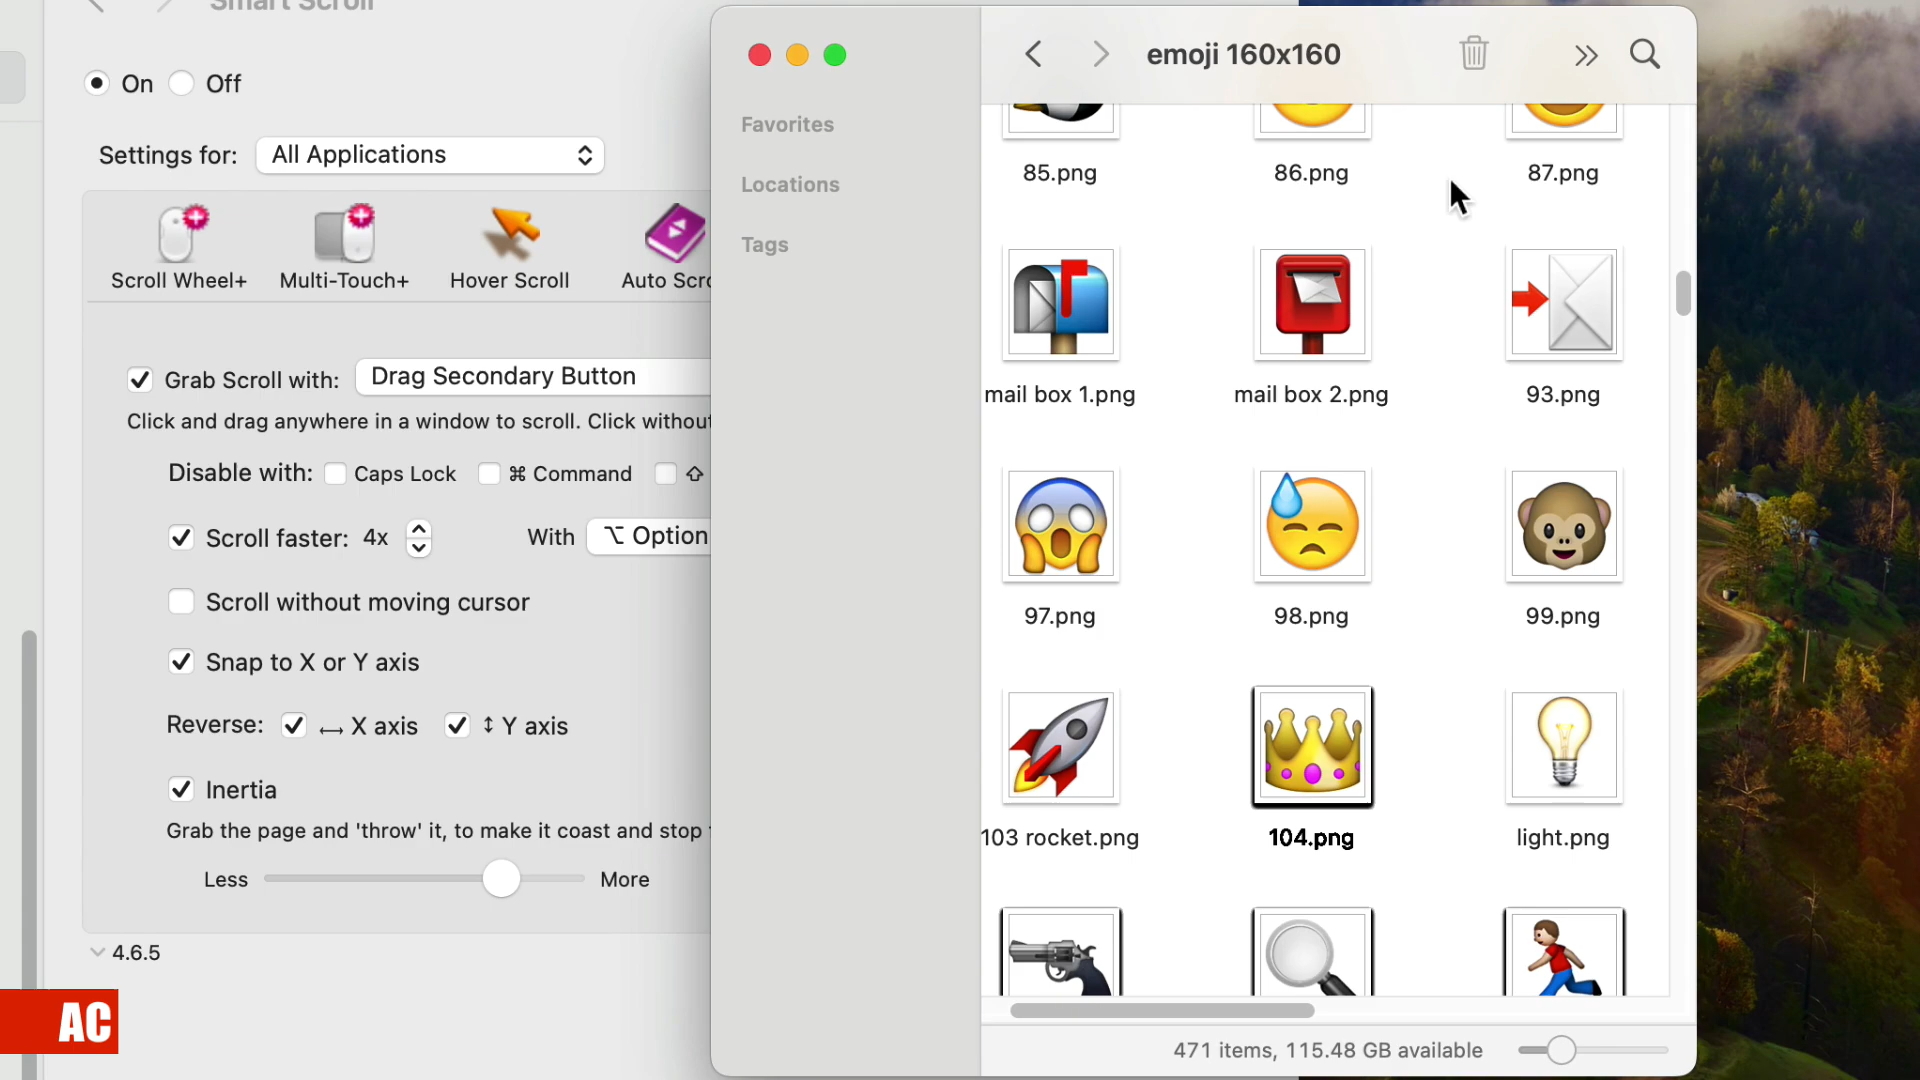 Smart Scroll
On
Off
Settings for:
All Applications
Scroll Wheel+
Multi-Touch+
Hover Scroll
Auto Scro
Grab Scroll with:
Drag Secondary Button
Click and drag anywhere in a window to scroll. Click without
Disable with:
Caps Lock
⌘ Command
⇧
Scroll faster: 4x
With
⌥ Option
Scroll without moving cursor
Snap to X or Y axis
Reverse:
↔ X axis
↕ Y axis
Inertia
Grab the page and 'throw' it, to make it coast and stop
Less
More
4.6.5
AC
emoji 160x160
Favorites
Locations
Tags
85.png
86.png
87.png
mail box 1.png
mail box 2.png
93.png
97.png
98.png
99.png
103 rocket.png
104.png
light.png
471 items, 115.48 GB available